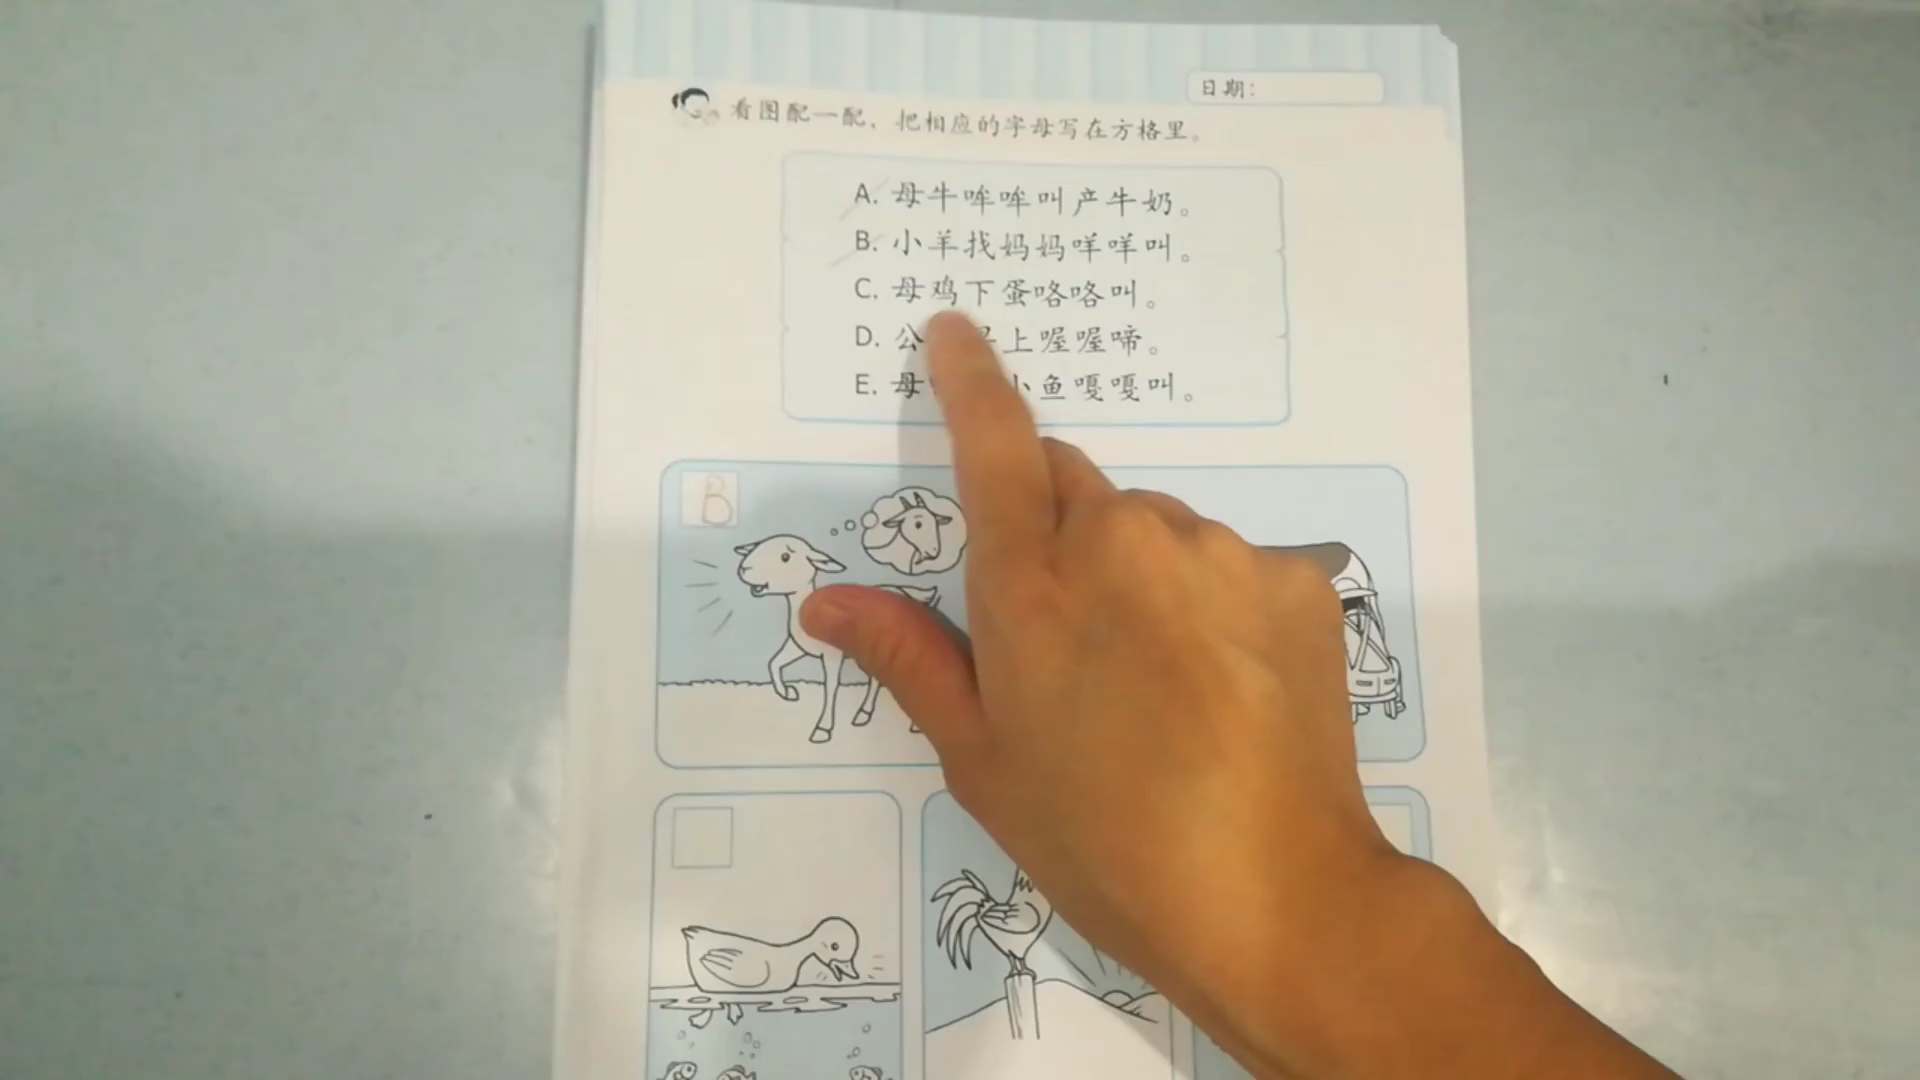 日期：
看图配一配，把相应的字母写在方格里。
A. 母牛哞哞叫产牛奶。
B. 小羊找妈妈咩咩叫。
C. 母鸡下蛋咯咯叫。
D. 公 上喔喔啼。
E. 母 小鱼嘎嘎叫。
B